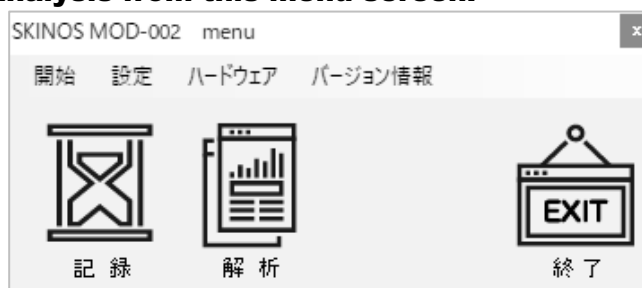 nalysis from this menu screen.
SKINOS MOD-002 menu
x
開始 設定 ハードウェア バージョン情報
EXIT
記 録 解 析 終 了